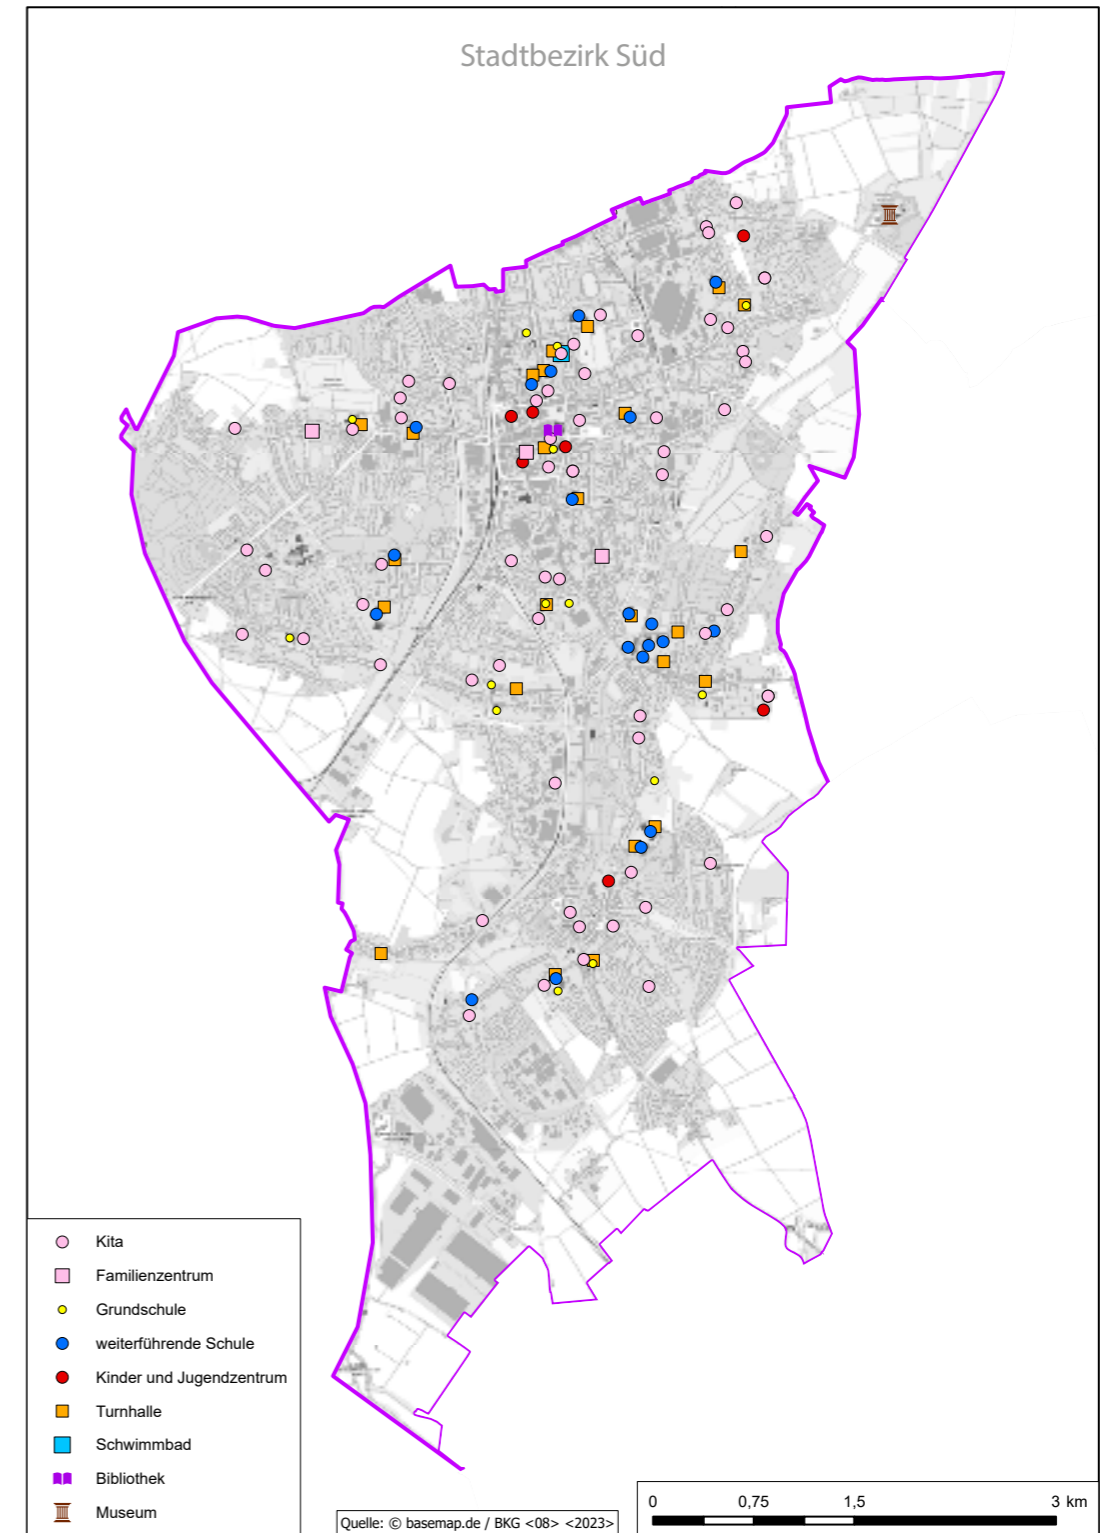 Stadtbezirk Süd
Kita
Familienzentrum
Grundschule
weiterführende Schule
Kinder und Jugendzentrum
Turnhalle
Schwimmbad
Bibliothek
Museum
Quelle: © basemap.de / BKG <08> <2023>
0 0,75 1,5 3 km